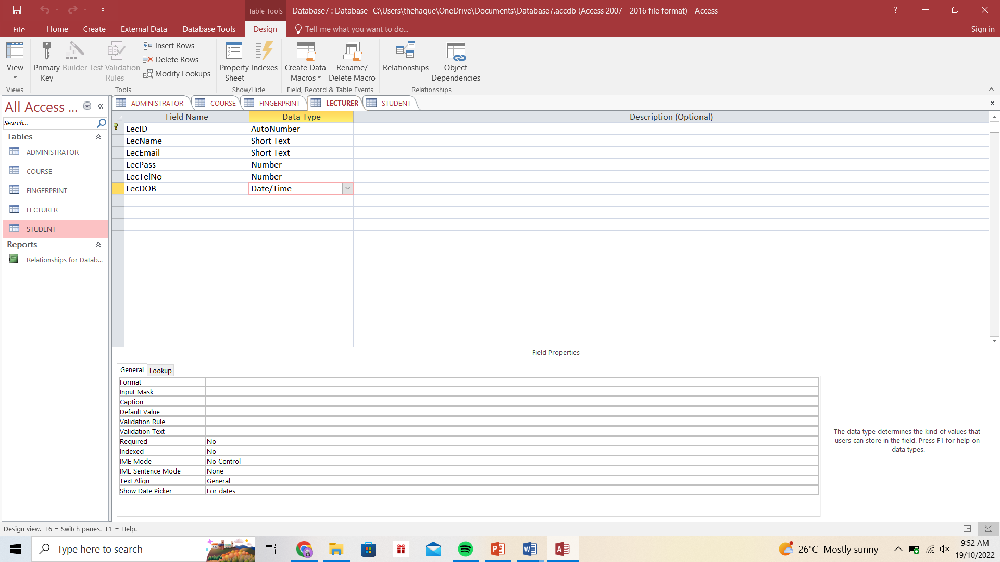 Table Tools
Database7 : Database- C:\Users\thehague\OneDrive\Documents\Database7.accdb (Access 2007 - 2016 file format) - Access
?
File Home Create External Data Database Tools Design Tell me what you want to do... Sign in
View
Primary Key
Builder
Test Validation Rules
Insert Rows
Delete Rows
Modify Lookups
Property Sheet
Indexes
Create Data Macros
Rename/ Delete Macro
Relationships
Object Dependencies
Views Tools Show/Hide Field, Record & Table Events Relationships
All Access ...
Search...
Tables
ADMINISTRATOR
COURSE
FINGERPRINT
LECTURER
STUDENT
Reports
Relationships for Datab...
ADMINISTRATOR COURSE FINGERPRINT LECTURER STUDENT
Field Name Data Type Description (Optional)
LecID AutoNumber
LecName Short Text
LecEmail Short Text
LecPass Number
LecTelNo Number
LecDOB Date/Time
Field Properties
General Lookup
Format
Input Mask
Caption
Default Value
Validation Rule
Validation Text
Required No
Indexed No
IME Mode No Control
IME Sentence Mode None
Text Align General
Show Date Picker For dates
The data type determines the kind of values that
users can store in the field. Press F1 for help on
data types.
Design view. F6 = Switch panes. F1 = Help.
Type here to search
26°C Mostly sunny
9:52 AM
19/10/2022